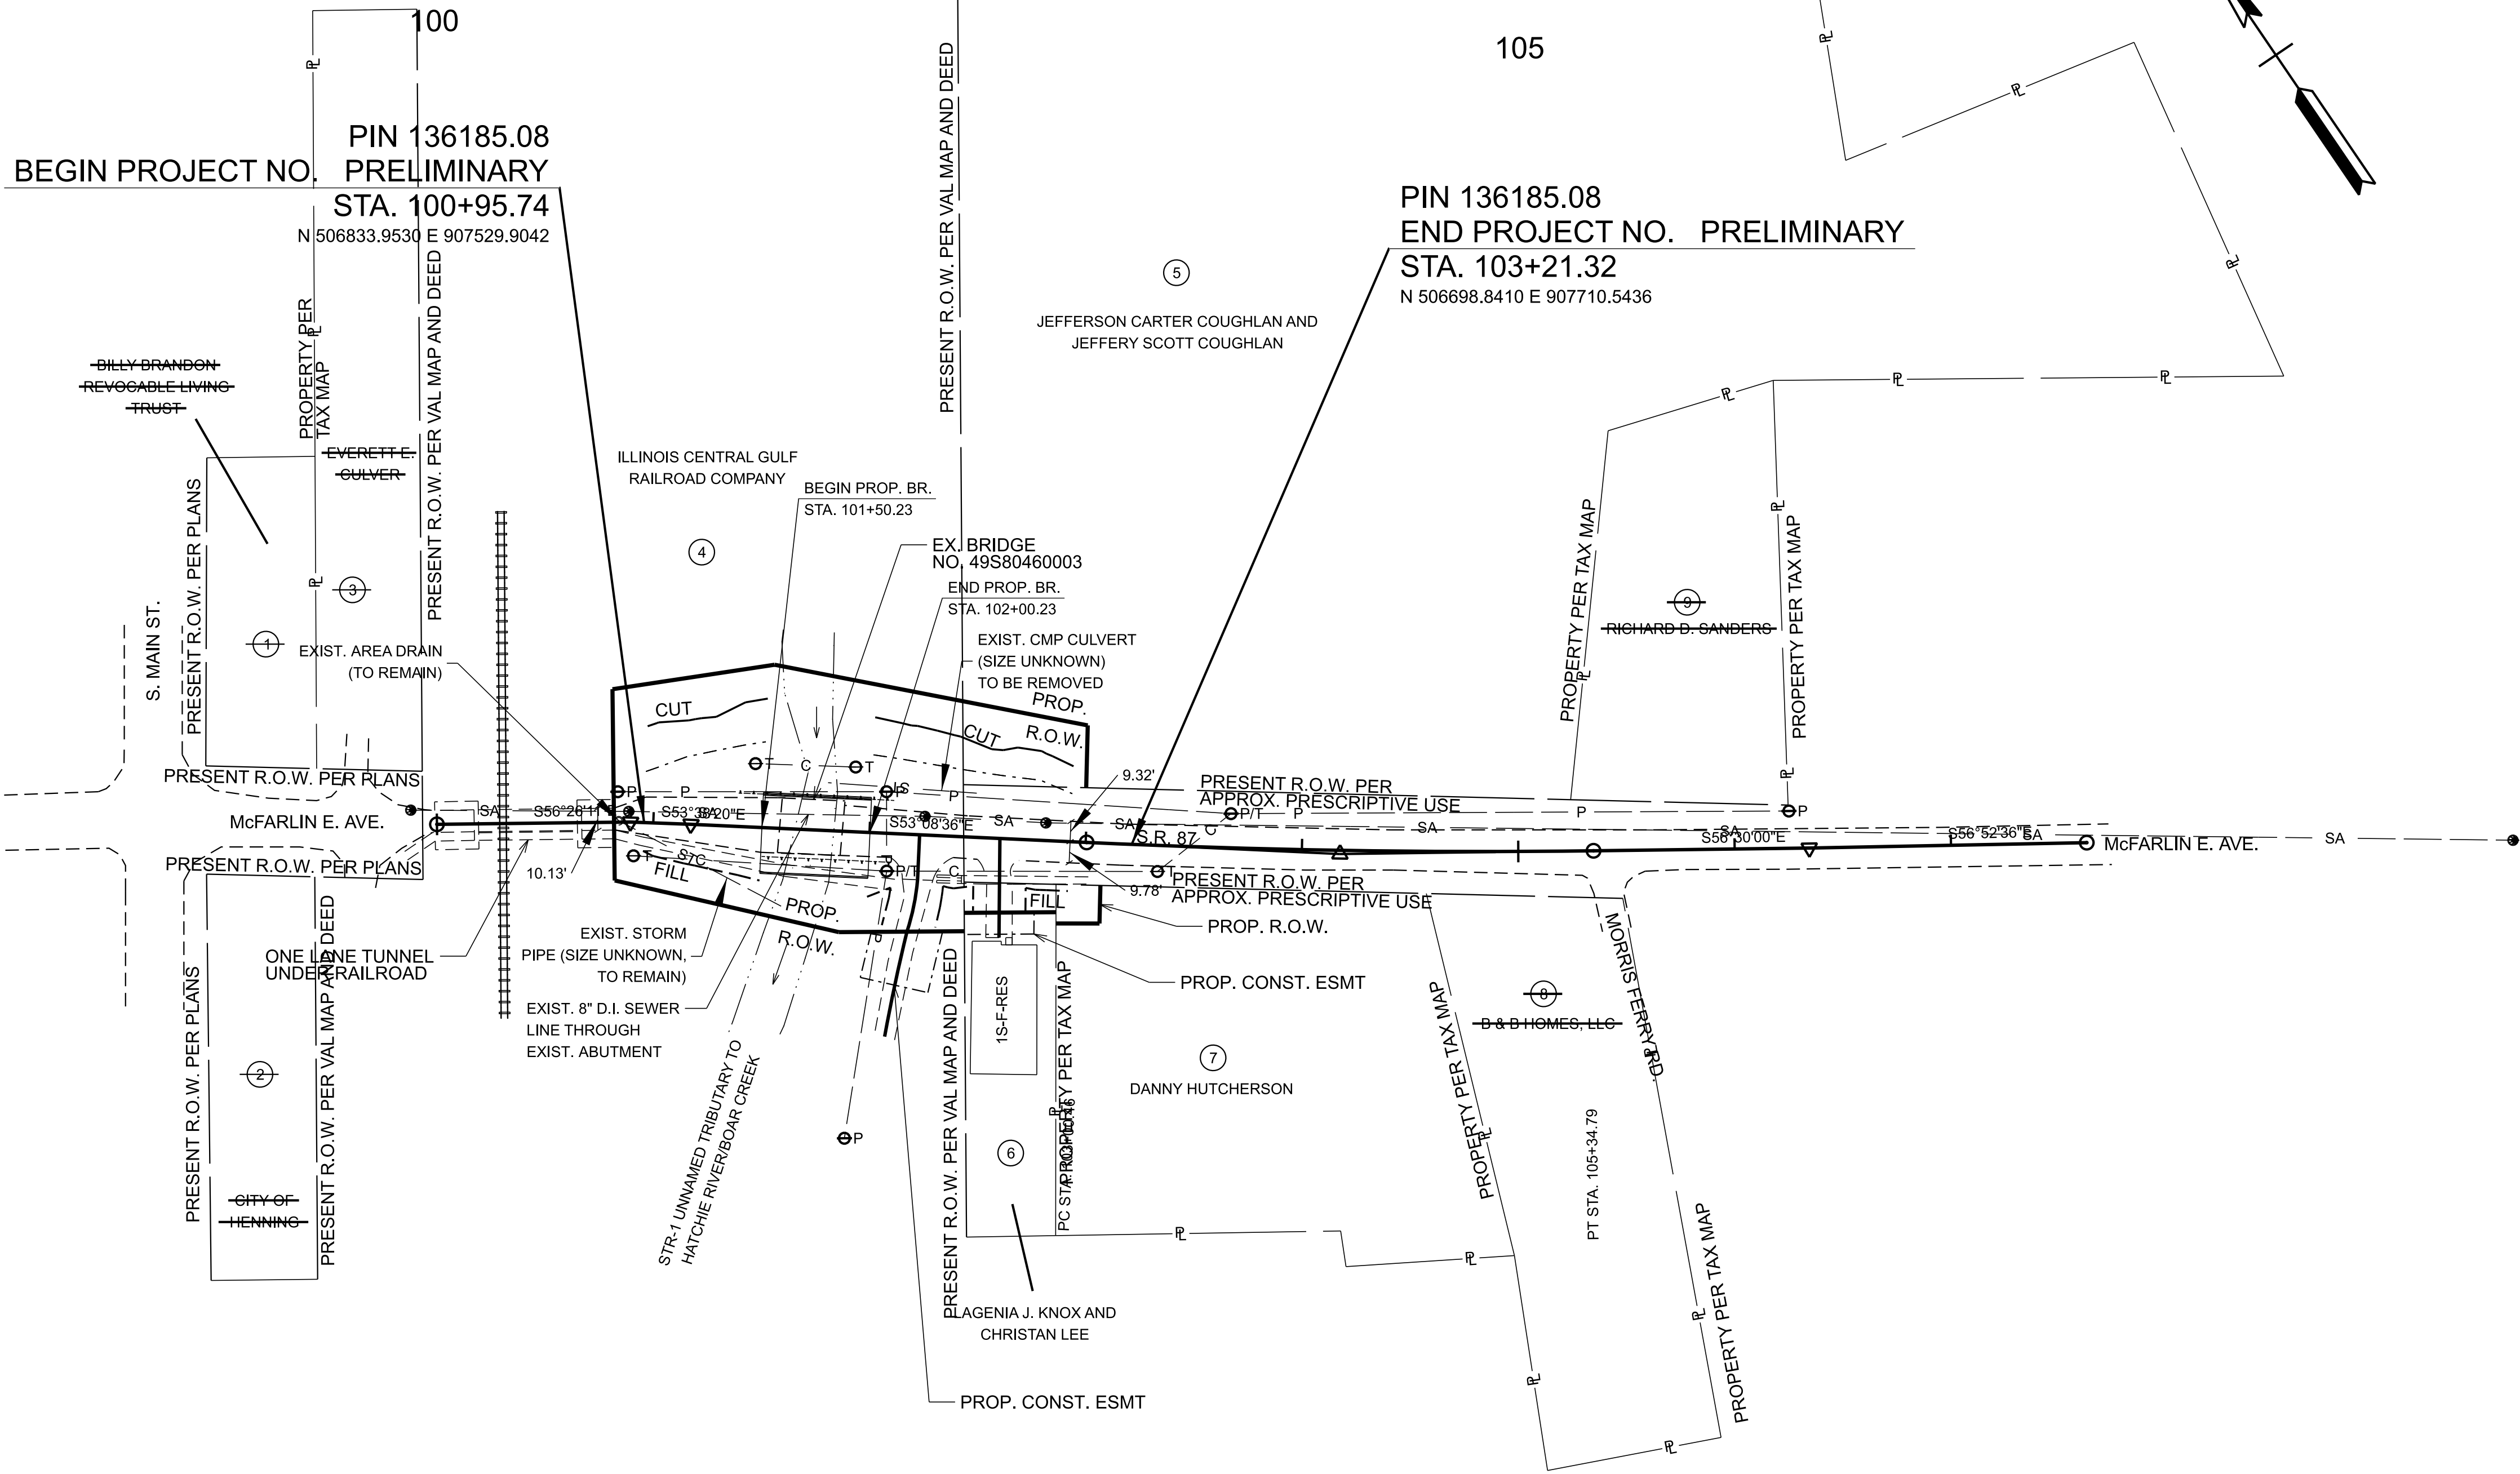 100
105
PIN 136185.08
BEGIN PROJECT NO. PRELIMINARY
STA. 100+95.74
N 506833.9530 E 907529.9042
PIN 136185.08
END PROJECT NO. PRELIMINARY
STA. 103+21.32
N 506698.8410 E 907710.5436
PRESENT R.O.W. PER VAL MAP AND DEED
5
JEFFERSON CARTER COUGHLAN AND
JEFFERY SCOTT COUGHLAN
BILLY BRANDON
REVOCABLE LIVING
TRUST
PROPERTY PER
TAX MAP
PRESENT R.O.W. PER VAL MAP AND DEED
EVERETT E.
CULVER
3
1
PRESENT R.O.W. PER PLANS
S. MAIN ST.
ILLINOIS CENTRAL GULF
RAILROAD COMPANY
4
BEGIN PROP. BR.
STA. 101+50.23
EX. BRIDGE
NO. 49S80460003
END PROP. BR.
STA. 102+00.23
EXIST. CMP CULVERT
(SIZE UNKNOWN)
TO BE REMOVED
EXIST. AREA DRAIN
(TO REMAIN)
CUT
CUT
PROP.
R.O.W.
PROPERTY PER TAX MAP
PROPERTY PER TAX MAP
9
RICHARD D. SANDERS
PRESENT R.O.W. PER PLANS
McFARLIN E. AVE.
PRESENT R.O.W. PER PLANS
S53°08'36"E
9.32'
9.78'
10.13'
S.R. 87
PRESENT R.O.W. PER
APPROX. PRESCRIPTIVE USE
PRESENT R.O.W. PER
APPROX. PRESCRIPTIVE USE
S56°30'00"E
S56°52'36"E
McFARLIN E. AVE.
SA
SA
SA
SA
SA
P
P
P
P
P
P
P
P
P/T
P/T
T
T
T
T
C
C
C
STC
FILL
FILL
PROP.
R.O.W.
PROP. R.O.W.
PROP. CONST. ESMT
EXIST. STORM
PIPE (SIZE UNKNOWN,
TO REMAIN)
ONE LANE TUNNEL
UNDER RAILROAD
EXIST. 8" D.I. SEWER
LINE THROUGH
EXIST. ABUTMENT
STR-1 UNNAMED TRIBUTARY TO
HATCHIE RIVER/BOAR CREEK
PRESENT R.O.W. PER PLANS
PRESENT R.O.W. PER VAL MAP AND DEED
2
CITY OF
HENNING
PRESENT R.O.W. PER VAL MAP AND DEED
1S-F-RES
PROPERTY PER TAX MAP
PC STA.
6
LAGENIA J. KNOX AND
CHRISTAN LEE
7
DANNY HUTCHERSON
PROPERTY PER TAX MAP
8
B & B HOMES, LLC
MORRIS FERRY RD.
PT STA. 105+34.79
PROPERTY PER TAX MAP
PROP. CONST. ESMT